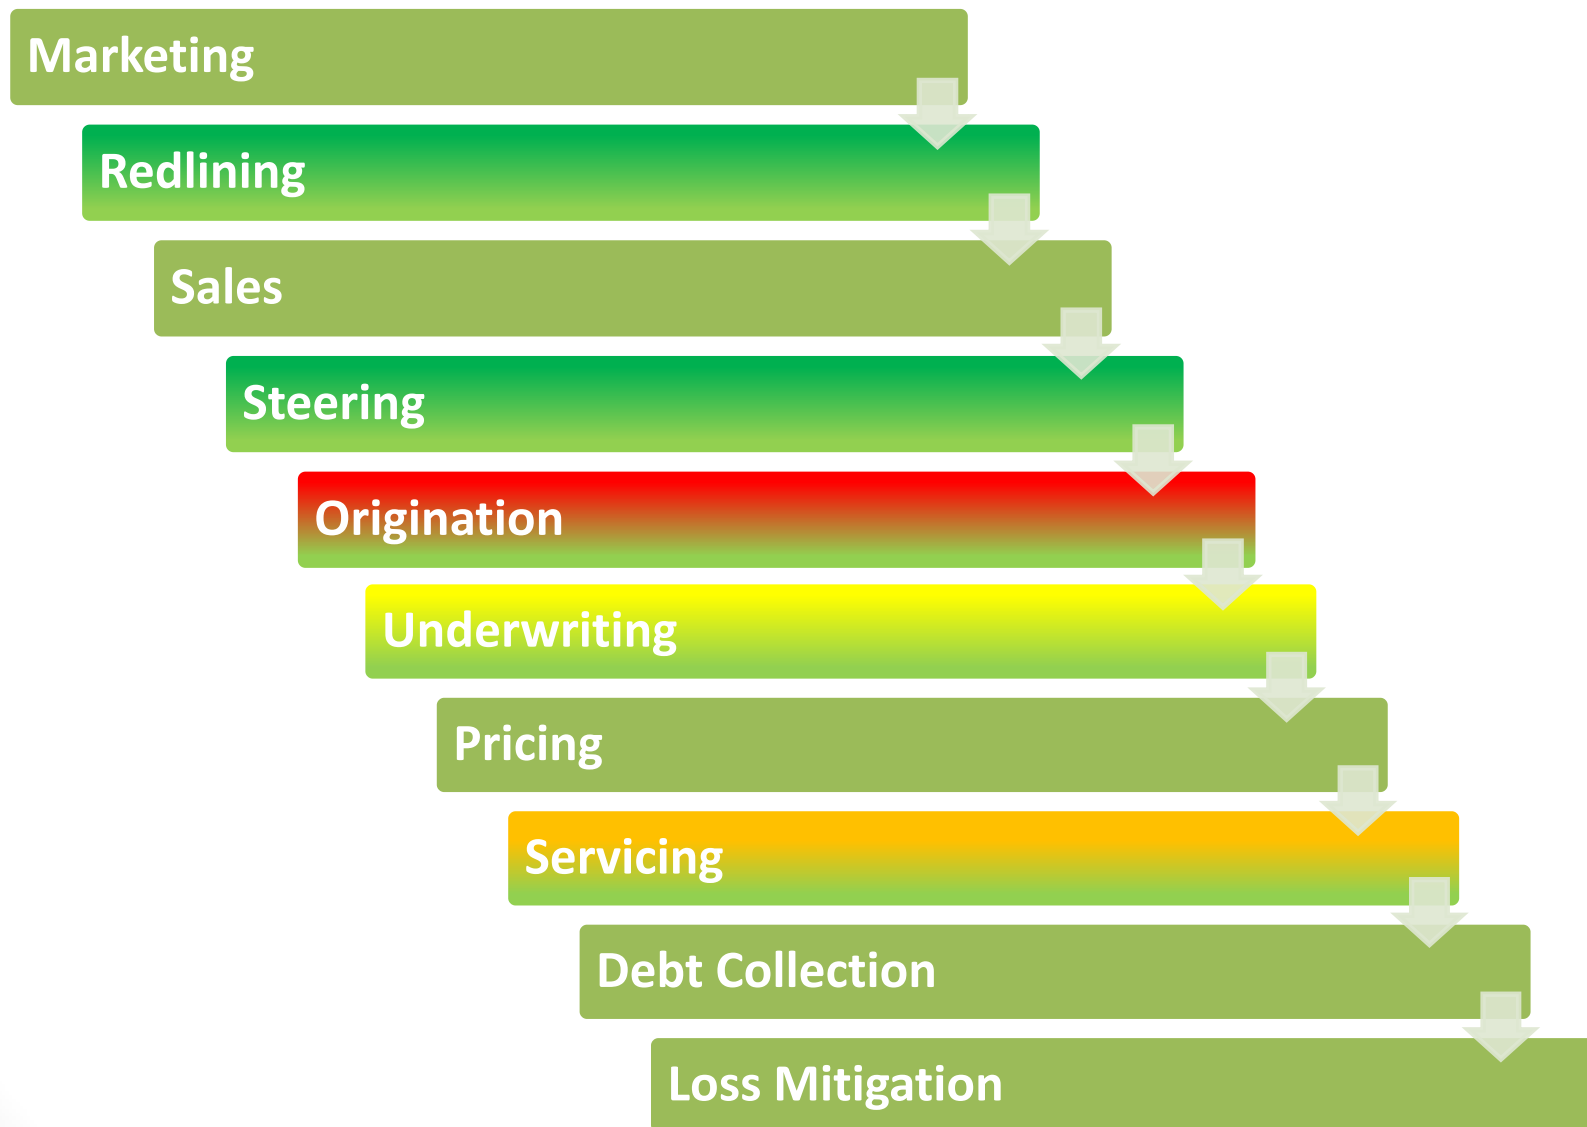 Marketing
Redlining
Sales
Steering
Origination
Underwriting
Pricing
Servicing
Debt Collection
Loss Mitigation